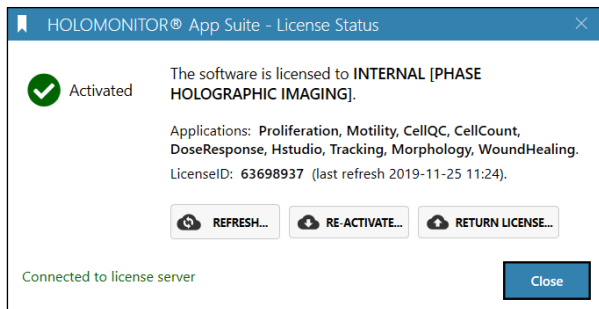 HOLOMONITOR® App Suite - License Status
Activated
The software is licensed to INTERNAL [PHASE
HOLOGRAPHIC IMAGING].
Applications: Proliferation, Motility, CellQC, CellCount,
DoseResponse, Hstudio, Tracking, Morphology, WoundHealing.
LicenseID: 63698937 (last refresh 2019-11-25 11:24).
REFRESH... RE-ACTIVATE... RETURN LICENSE...
Connected to license server
Close